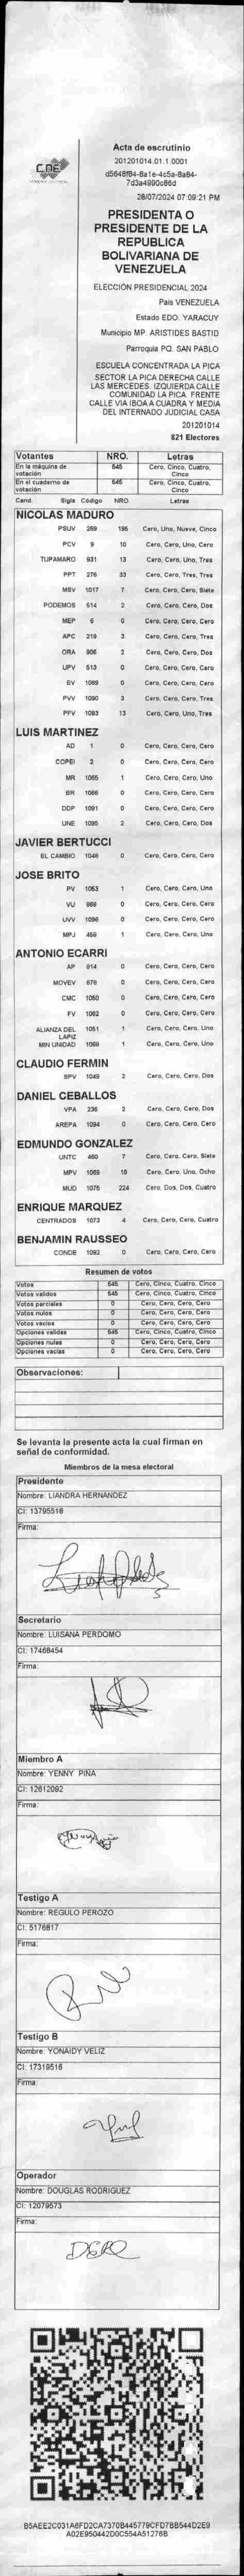 Acta de escrutinio
201201014.01.1.0001
d5648f84-8a1e-4c5a-8a84-
7d3a4990c86d
28/07/2024 07:09:21 PM
CNE
PRESIDENTA O
PRESIDENTE DE LA
REPUBLICA
BOLIVARIANA DE
VENEZUELA
ELECCIÓN PRESIDENCIAL 2024
País VENEZUELA
Estado EDO. YARACUY
Municipio MP. ARISTIDES BASTID
Parroquia PQ. SAN PABLO
ESCUELA CONCENTRADA LA PICA
SECTOR LA PICA DERECHA CALLE
LAS MERCEDES. IZQUIERDA CALLE
COMUNIDAD LA PICA. FRENTE
CALLE VIA IBOA A CUADRA Y MEDIA
DEL INTERNADO JUDICIAL CASA
201201014
821 Electores
Votantes NRO. Letras
En la máquina de votación 545 Cero, Cinco, Cuatro, Cinco
En el cuaderno de votación 545 Cero, Cinco, Cuatro, Cinco
Cand. Sigla Código NRO. Letras
NICOLAS MADURO
PSUV 269 195 Cero, Uno, Nueve, Cinco
PCV 9 10 Cero, Cero, Uno, Cero
TUPAMARO 931 13 Cero, Cero, Uno, Tres
PPT 276 33 Cero, Cero, Tres, Tres
MSV 1017 7 Cero, Cero, Cero, Siete
PODEMOS 514 2 Cero, Cero, Cero, Dos
MEP 6 0 Cero, Cero, Cero, Cero
APC 219 3 Cero, Cero, Cero, Tres
ORA 906 2 Cero, Cero, Cero, Dos
UPV 513 0 Cero, Cero, Cero, Cero
EV 1089 0 Cero, Cero, Cero, Cero
PVV 1090 3 Cero, Cero, Cero, Tres
PFV 1093 13 Cero, Cero, Uno, Tres
LUIS MARTINEZ
AD 1 0 Cero, Cero, Cero, Cero
COPEI 2 0 Cero, Cero, Cero, Cero
MR 1065 1 Cero, Cero, Cero, Uno
BR 1066 0 Cero, Cero, Cero, Cero
DDP 1091 0 Cero, Cero, Cero, Cero
UNE 1095 2 Cero, Cero, Cero, Dos
JAVIER BERTUCCI
EL CAMBIO 1048 0 Cero, Cero, Cero, Cero
JOSE BRITO
PV 1053 1 Cero, Cero, Cero, Uno
VU 989 0 Cero, Cero, Cero, Cero
UVV 1096 0 Cero, Cero, Cero, Cero
MPJ 459 1 Cero, Cero, Cero, Uno
ANTONIO ECARRI
AP 914 0 Cero, Cero, Cero, Cero
MOVEV 878 0 Cero, Cero, Cero, Cero
CMC 1050 0 Cero, Cero, Cero, Cero
FV 1062 0 Cero, Cero, Cero, Cero
ALIANZA DEL LAPIZ 1051 1 Cero, Cero, Cero, Uno
MIN UNIDAD 1068 1 Cero, Cero, Cero, Uno
CLAUDIO FERMIN
SPV 1049 2 Cero, Cero, Cero, Dos
DANIEL CEBALLOS
VPA 236 2 Cero, Cero, Cero, Dos
AREPA 1094 0 Cero, Cero, Cero, Cero
EDMUNDO GONZALEZ
UNTC 460 7 Cero, Cero, Cero, Siete
MPV 1069 18 Cero, Cero, Uno, Ocho
MUD 1075 224 Cero, Dos, Dos, Cuatro
ENRIQUE MARQUEZ
CENTRADOS 1073 4 Cero, Cero, Cero, Cuatro
BENJAMIN RAUSSEO
CONDE 1092 0 Cero, Cero, Cero, Cero
Resumen de votos
Votos 545 Cero, Cinco, Cuatro, Cinco
Votos validos 545 Cero, Cinco, Cuatro, Cinco
Votos parciales 0 Cero, Cero, Cero, Cero
Votos nulos 0 Cero, Cero, Cero, Cero
Votos vacios 0 Cero, Cero, Cero, Cero
Opciones validas 545 Cero, Cinco, Cuatro, Cinco
Opciones nulas 0 Cero, Cero, Cero, Cero
Opciones vacias 0 Cero, Cero, Cero, Cero
Observaciones:
Se levanta la presente acta la cual firman en
señal de conformidad.
Miembros de la mesa electoral
Presidente
Nombre: LIANDRA HERNANDEZ
CI: 13795518
Firma:
Secretario
Nombre: LUISANA PERDOMO
CI: 17468454
Firma:
Miembro A
Nombre: YENNY PINA
CI: 12612092
Firma:
Testigo A
Nombre: REGULO PEROZO
CI: 5176817
Firma:
Testigo B
Nombre: YONAIDY VELIZ
CI: 17319516
Firma:
Operador
Nombre: DOUGLAS RODRIGUEZ
CI: 12079573
Firma:
B5AEE2C031A6FD2CA7370B445779CFD7BB544D2E9
A02E950442D0C554A51276B